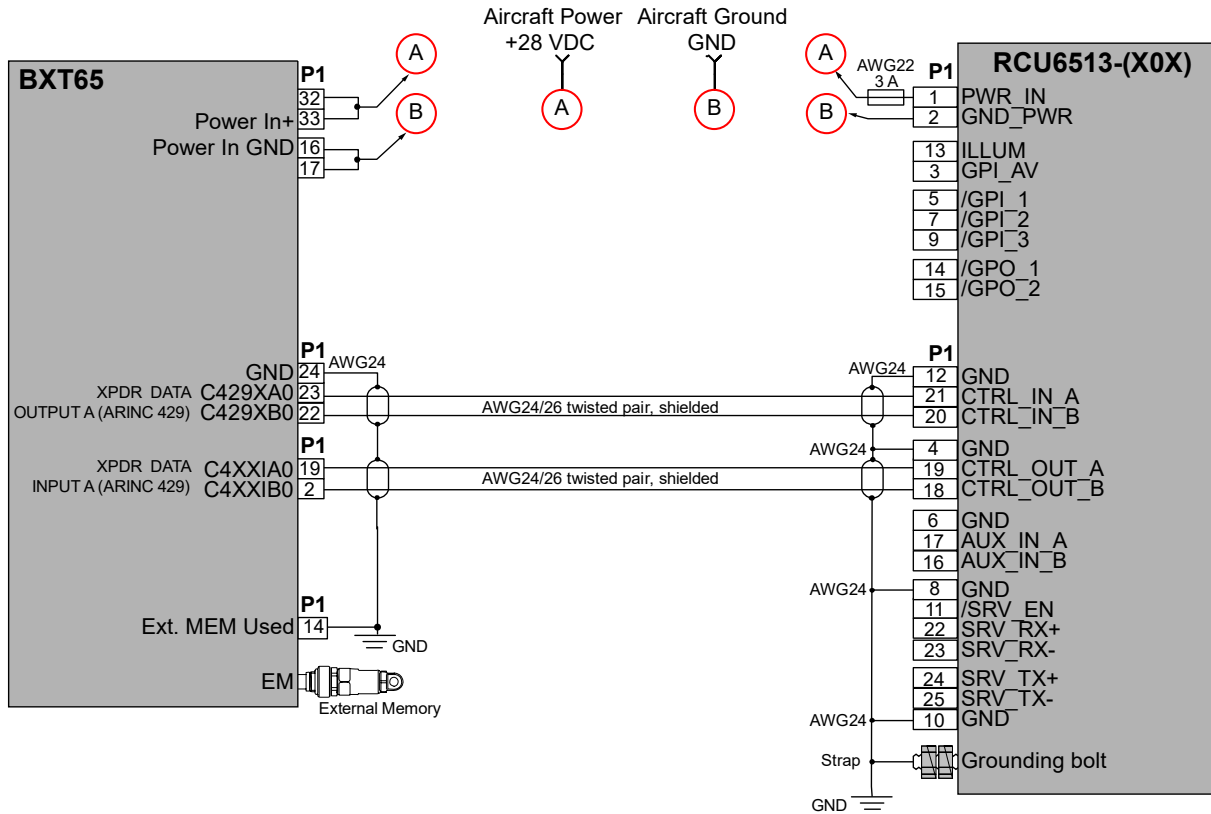 Aircraft Power
+28 VDC
Aircraft Ground
GND
A
B
BXT65
P1
32
33
Power In+
Power In GND 16
17
A
B
P1
GND 24 AWG24
XPDR DATA C429XA0 23
OUTPUT A (ARINC 429) C429XB0 22
AWG24/26 twisted pair, shielded
P1
XPDR DATA C4XXIA0 19
INPUT A (ARINC 429) C4XXIB0 2
AWG24/26 twisted pair, shielded
P1
Ext. MEM Used 14
GND
EM
External Memory
RCU6513-(X0X)
A
B
AWG22
3 A
P1
1 PWR_IN
2 GND_PWR
13 ILLUM
3 GPI_AV
5 /GPI_1
7 /GPI_2
9 /GPI_3
14 /GPO_1
15 /GPO_2
P1
AWG24 12 GND
21 CTRL_IN_A
20 CTRL_IN_B
AWG24 4 GND
19 CTRL_OUT_A
18 CTRL_OUT_B
6 GND
17 AUX_IN_A
16 AUX_IN_B
AWG24 8 GND
11 /SRV_EN
22 SRV_RX+
23 SRV_RX-
24 SRV_TX+
25 SRV_TX-
AWG24 10 GND
Strap Grounding bolt
GND